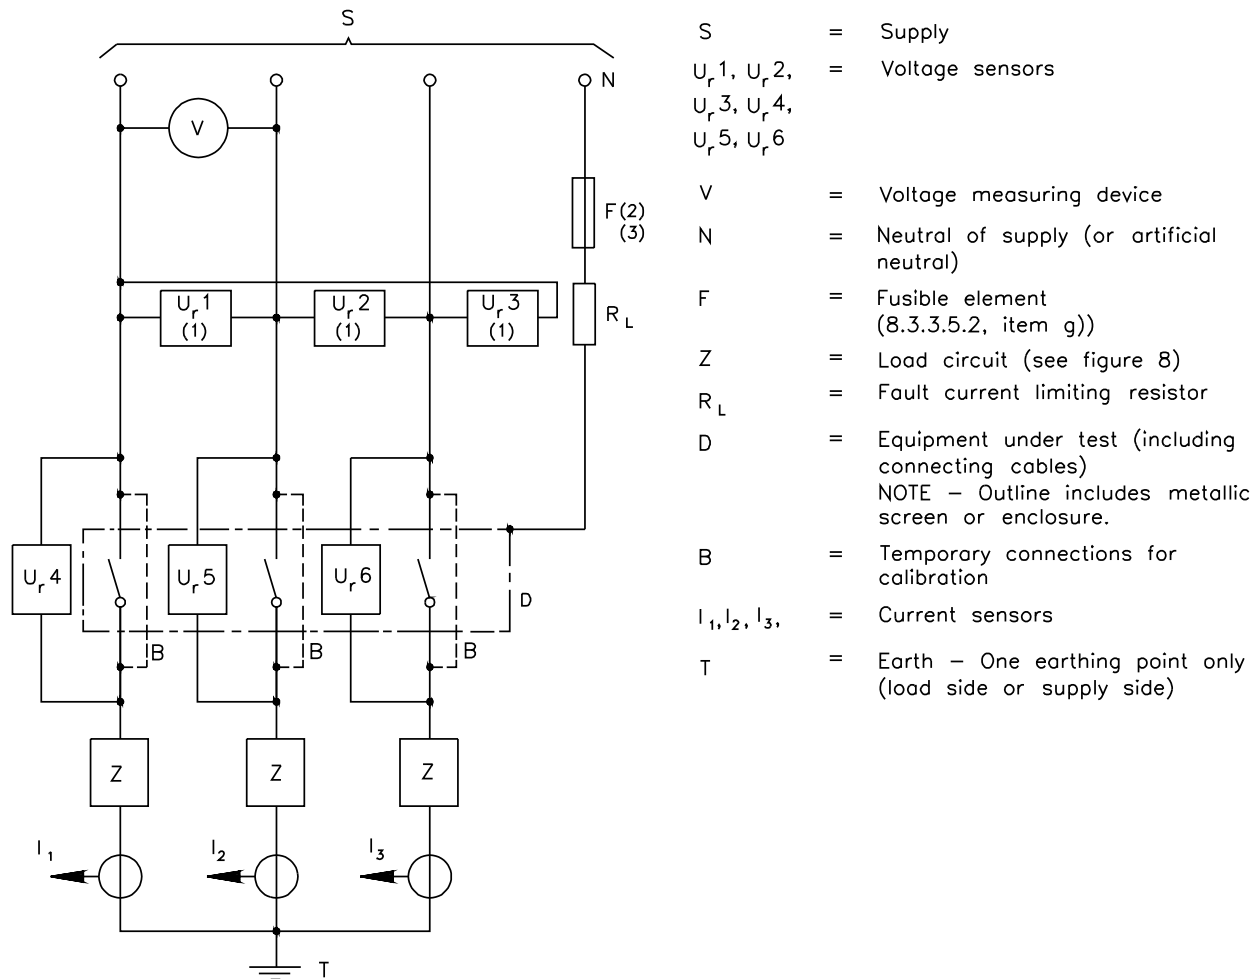 S
N
V
F(2)
(3)
U_r1
(1)
U_r2
(1)
U_r3
(1)
R_L
U_r4
U_r5
U_r6
D
B
B
B
Z
Z
Z
I_1
I_2
I_3
T
S = Supply
U_r1, U_r2, = Voltage sensors
U_r3, U_r4,
U_r5, U_r6
V = Voltage measuring device
N = Neutral of supply (or artificial
neutral)
F = Fusible element
(8.3.3.5.2, item g))
Z = Load circuit (see figure 8)
R_L = Fault current limiting resistor
D = Equipment under test (including
connecting cables)
NOTE – Outline includes metallic
screen or enclosure.
B = Temporary connections for
calibration
I_1, I_2, I_3, = Current sensors
T = Earth – One earthing point only
(load side or supply side)